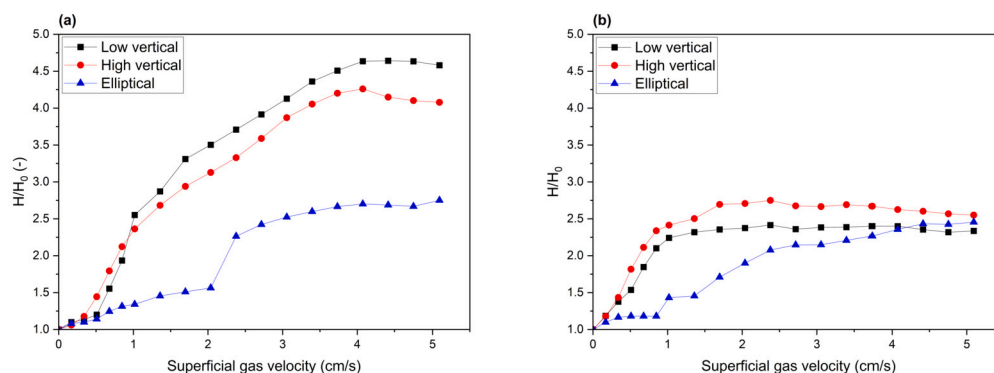 (a)
5.0
Low vertical
High vertical
Elliptical
4.5
4.0
3.5
3.0
2.5
2.0
1.5
1.0
H/H₀ (-)
0 1 2 3 4 5
Superficial gas velocity (cm/s)
(b)
5.0
Low vertical
High vertical
Elliptical
4.5
4.0
3.5
3.0
2.5
2.0
1.5
1.0
H/H₀
0 1 2 3 4 5
Superficial gas velocity (cm/s)